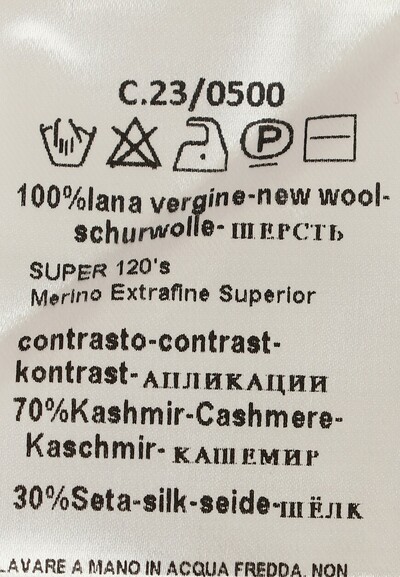 C.23/0500
P
100%lana vergine-new wool-
schurwolle-ШЕРСТЬ
SUPER 120's
Merino Extrafine Superior
contrasto-contrast-
kontrast-АПЛИКАЦИИ
70%Kashmir-Cashmere-
Kaschmir-КАШЕМИР
30%Seta-silk-seide-ШЁЛК
LAVARE A MANO IN ACQUA FREDDA, NON